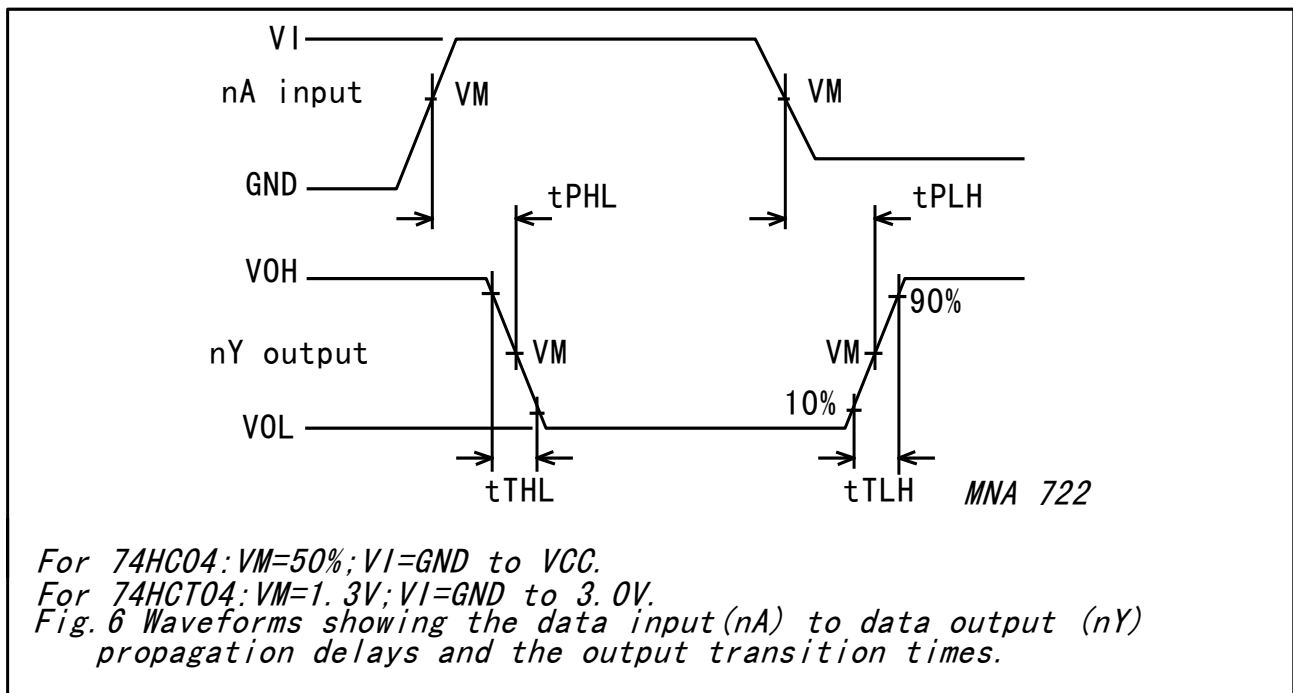 VI
nA input
VM
VM
GND
tPHL
tPLH
VOH
90%
nY output
VM
VM
10%
VOL
tTHL
tTLH
MNA 722
For 74HC04:VM=50%;VI=GND to VCC.
For 74HCT04:VM=1.3V;VI=GND to 3.0V.
Fig.6 Waveforms showing the data input(nA) to data output (nY)
propagation delays and the output transition times.